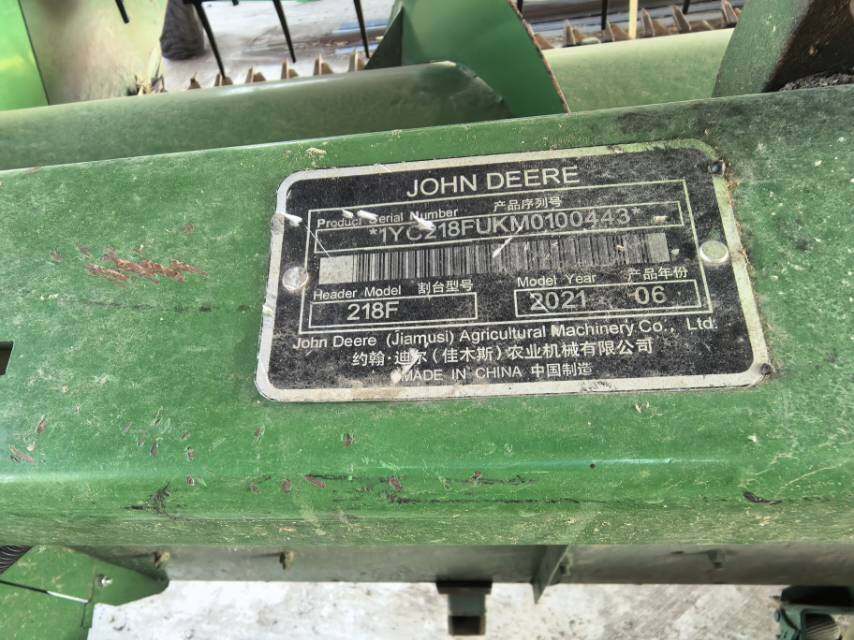 JOHN DEERE
Product Serial Number 产品序列号
*1YC218FUKM0100443*
Header Model 割台型号 Model Year 产品年份
218F 2021 06
John Deere (Jiamusi) Agricultural Machinery Co., Ltd.
约翰·迪尔(佳木斯)农业机械有限公司
MADE IN CHINA 中国制造